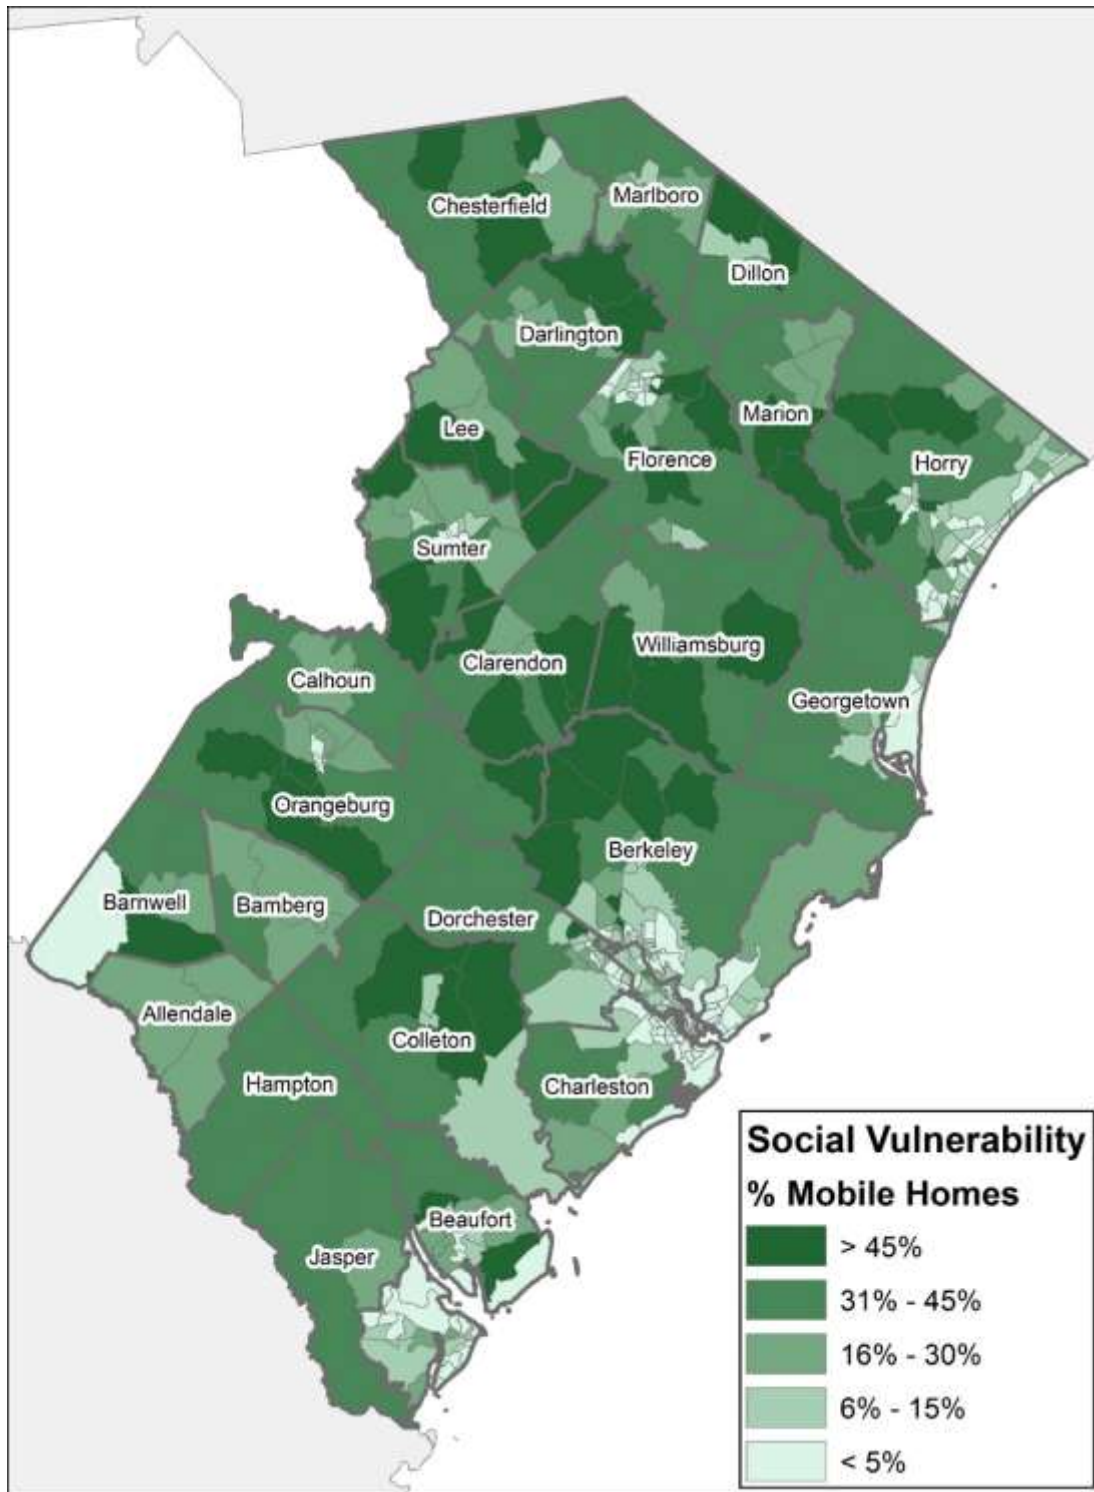 Chesterfield
Marlboro
Dillon
Darlington
Marion
Lee
Florence
Horry
Sumter
Williamsburg
Clarendon
Calhoun
Georgetown
Orangeburg
Berkeley
Barnwell
Bamberg
Dorchester
Allendale
Colleton
Hampton
Charleston
Beaufort
Jasper
Social Vulnerability
% Mobile Homes
> 45%
31% - 45%
16% - 30%
6% - 15%
< 5%